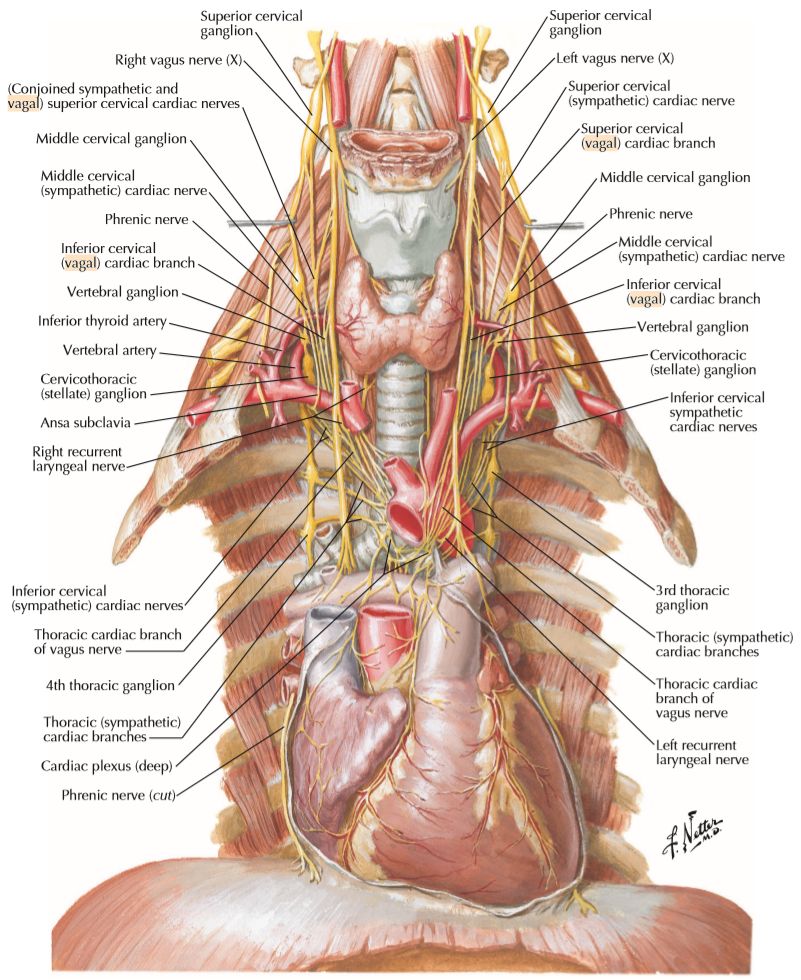 Superior cervical
ganglion
Right vagus nerve (X)
(Conjoined sympathetic and
vagal) superior cervical cardiac nerves
Middle cervical ganglion
Middle cervical
(sympathetic) cardiac nerve
Phrenic nerve
Inferior cervical
(vagal) cardiac branch
Vertebral ganglion
Inferior thyroid artery
Vertebral artery
Cervicothoracic
(stellate) ganglion
Ansa subclavia
Right recurrent
laryngeal nerve
Inferior cervical
(sympathetic) cardiac nerves
Thoracic cardiac branch
of vagus nerve
4th thoracic ganglion
Thoracic (sympathetic)
cardiac branches
Cardiac plexus (deep)
Phrenic nerve (cut)
Superior cervical
ganglion
Left vagus nerve (X)
Superior cervical
(sympathetic) cardiac nerve
Superior cervical
(vagal) cardiac branch
Middle cervical ganglion
Phrenic nerve
Middle cervical
(sympathetic) cardiac nerve
Inferior cervical
(vagal) cardiac branch
Vertebral ganglion
Cervicothoracic
(stellate) ganglion
Inferior cervical
sympathetic
cardiac nerves
3rd thoracic
ganglion
Thoracic (sympathetic)
cardiac branches
Thoracic cardiac
branch of
vagus nerve
Left recurrent
laryngeal nerve
F. Netter
M.D.